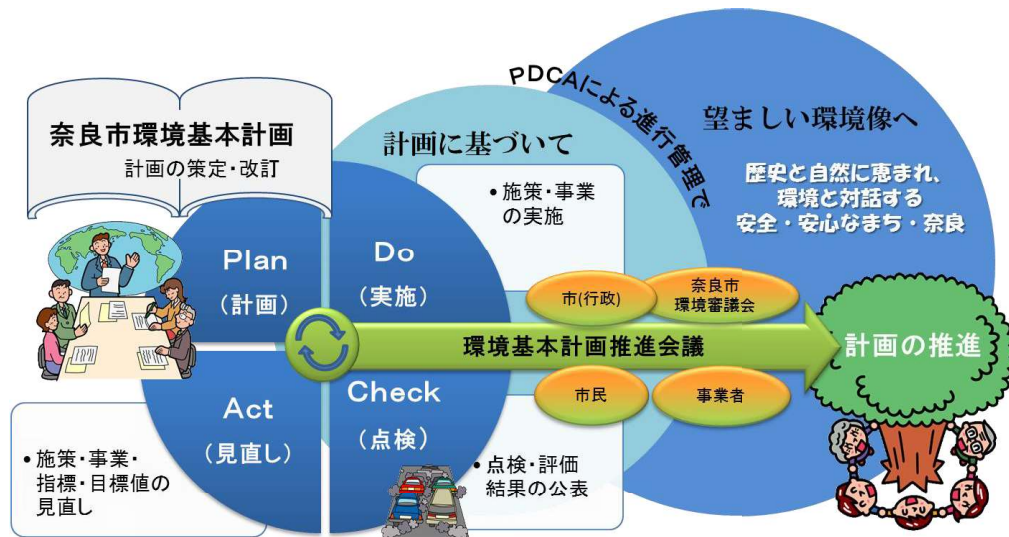 奈良市環境基本計画
計画の策定・改訂
計画に基づいて
PDCAによる進行管理で
望ましい環境像へ
歴史と自然に恵まれ、
環境と対話する
安全・安心なまち・奈良
Plan
(計画)
Do
(実施)
• 施策・事業
の実施
市(行政)
奈良市
環境審議会
環境基本計画推進会議
計画の推進
市民
事業者
Act
(見直し)
Check
(点検)
• 施策・事業・
指標・目標値の
見直し
• 点検・評価
結果の公表